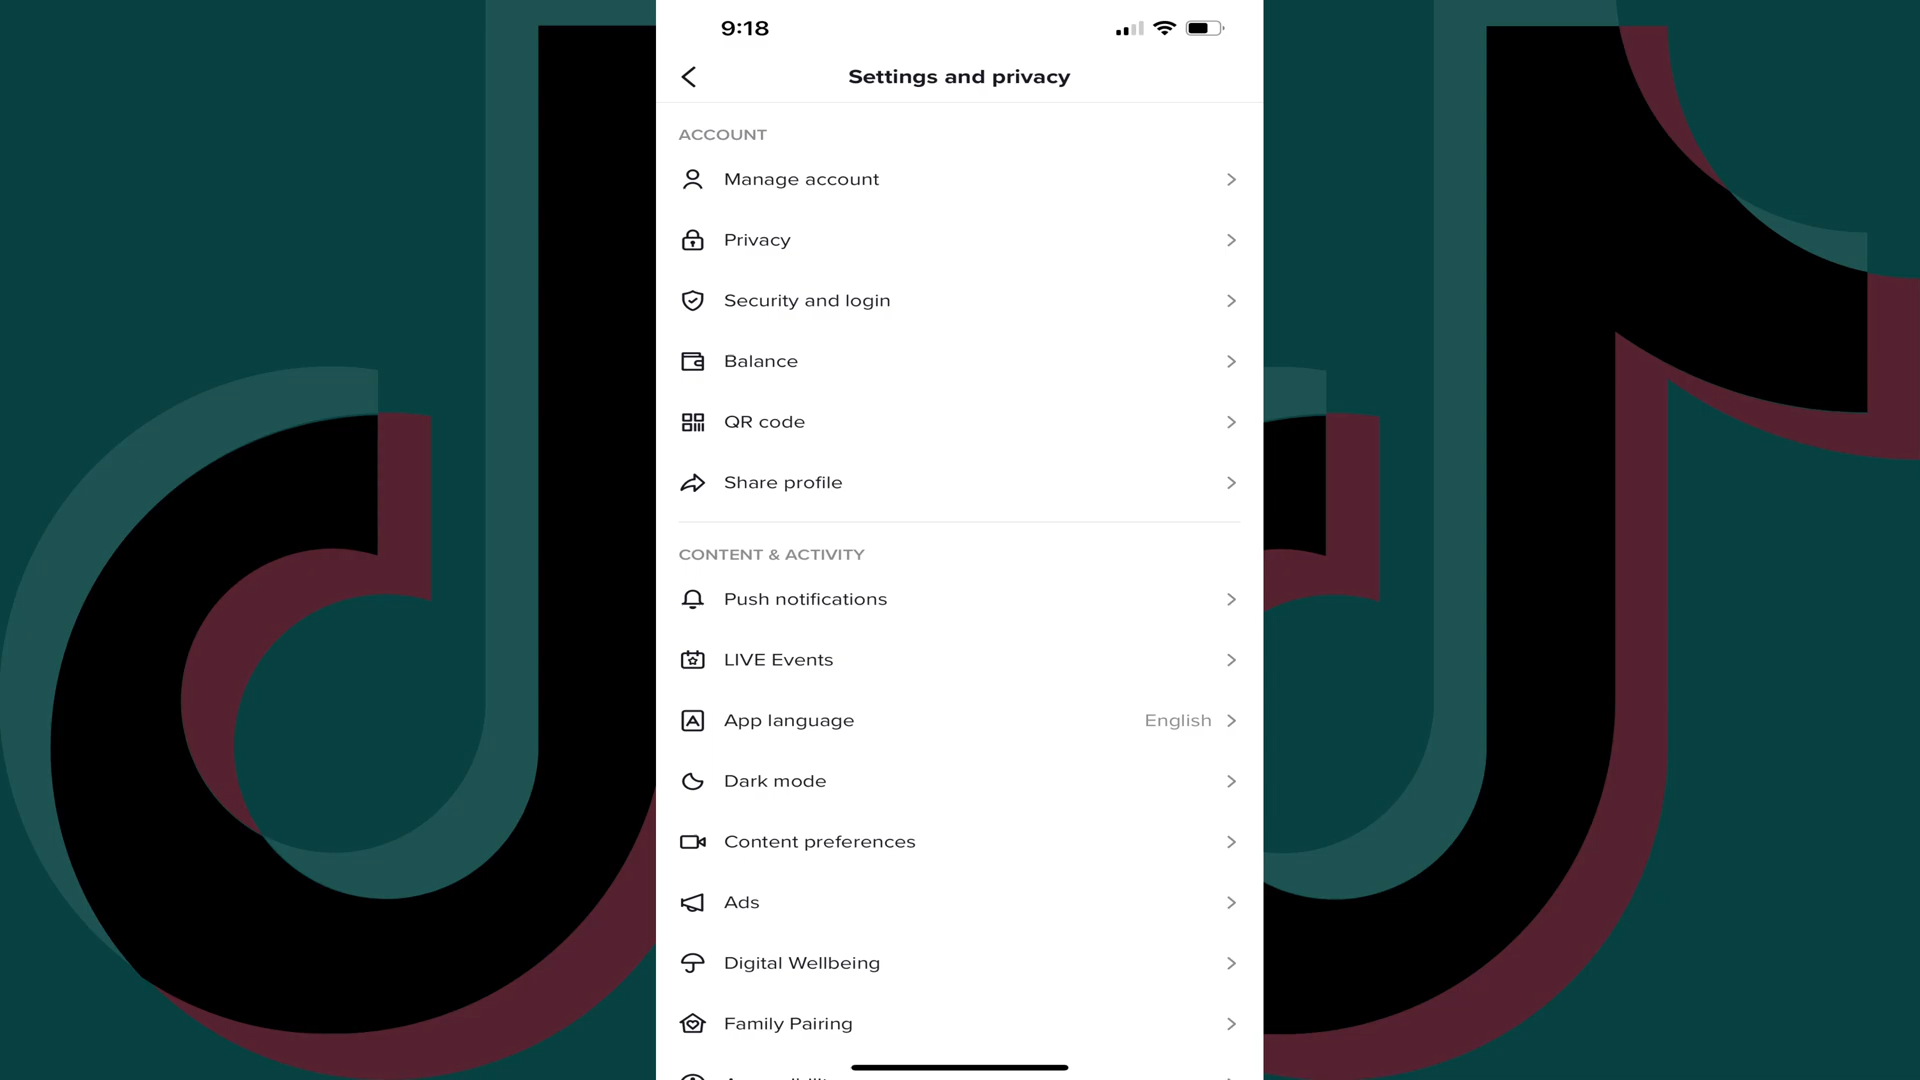 9:18
Settings and privacy
ACCOUNT
Manage account
Privacy
Security and login
Balance
QR code
Share profile
CONTENT & ACTIVITY
Push notifications
LIVE Events
App language English
Dark mode
Content preferences
Ads
Digital Wellbeing
Family Pairing